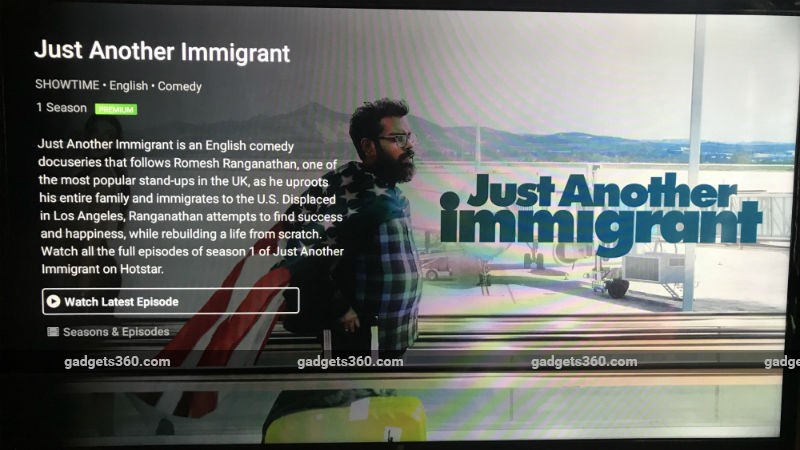 Just Another Immigrant
SHOWTIME • English • Comedy
1 Season PREMIUM
Just Another Immigrant is an English comedy
docuseries that follows Romesh Ranganathan, one of
the most popular stand-ups in the UK, as he uproots
his entire family and immigrates to the U.S. Displaced
in Los Angeles, Ranganathan attempts to find success
and happiness, while rebuilding a life from scratch.
Watch all the full episodes of season 1 of Just Another
Immigrant on Hotstar.
Watch Latest Episode
Seasons & Episodes
Just Another
immigrant
gadgets360.com gadgets360.com gadgets360.com gadg